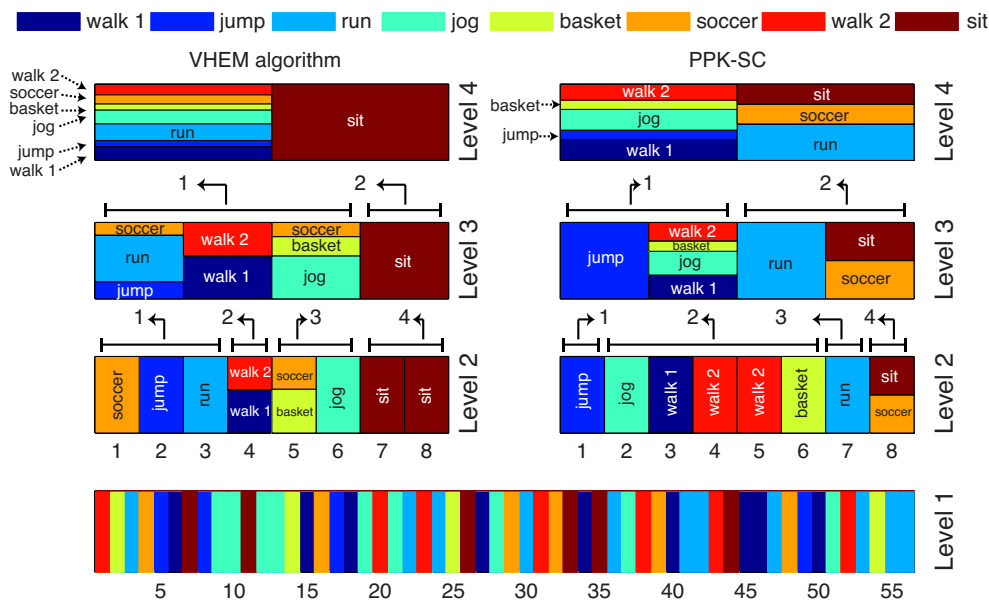 walk 1 jump run jog basket soccer walk 2 sit
VHEM algorithm PPK-SC
walk 2
soccer
basket
jog
jump
walk 1
run
sit
basket
jump
walk 2
jog
walk 1
sit
soccer
run
Level 4 Level 4
1 2 1 2
soccer
run
jump
walk 2
walk 1
soccer
basket
jog
sit
Level 3
jump
walk 2
basket
jog
walk 1
run
sit
soccer
Level 3
1 2 3 4 1 2 3 4
soccer
jump
run
walk 2
walk 1
soccer
basket
jog
sit
sit
Level 2
jump
jog
walk 1
walk 2
walk 2
basket
run
sit
soccer
Level 2
1 2 3 4 5 6 7 8 1 2 3 4 5 6 7 8
Level 1
5 10 15 20 25 30 35 40 45 50 55